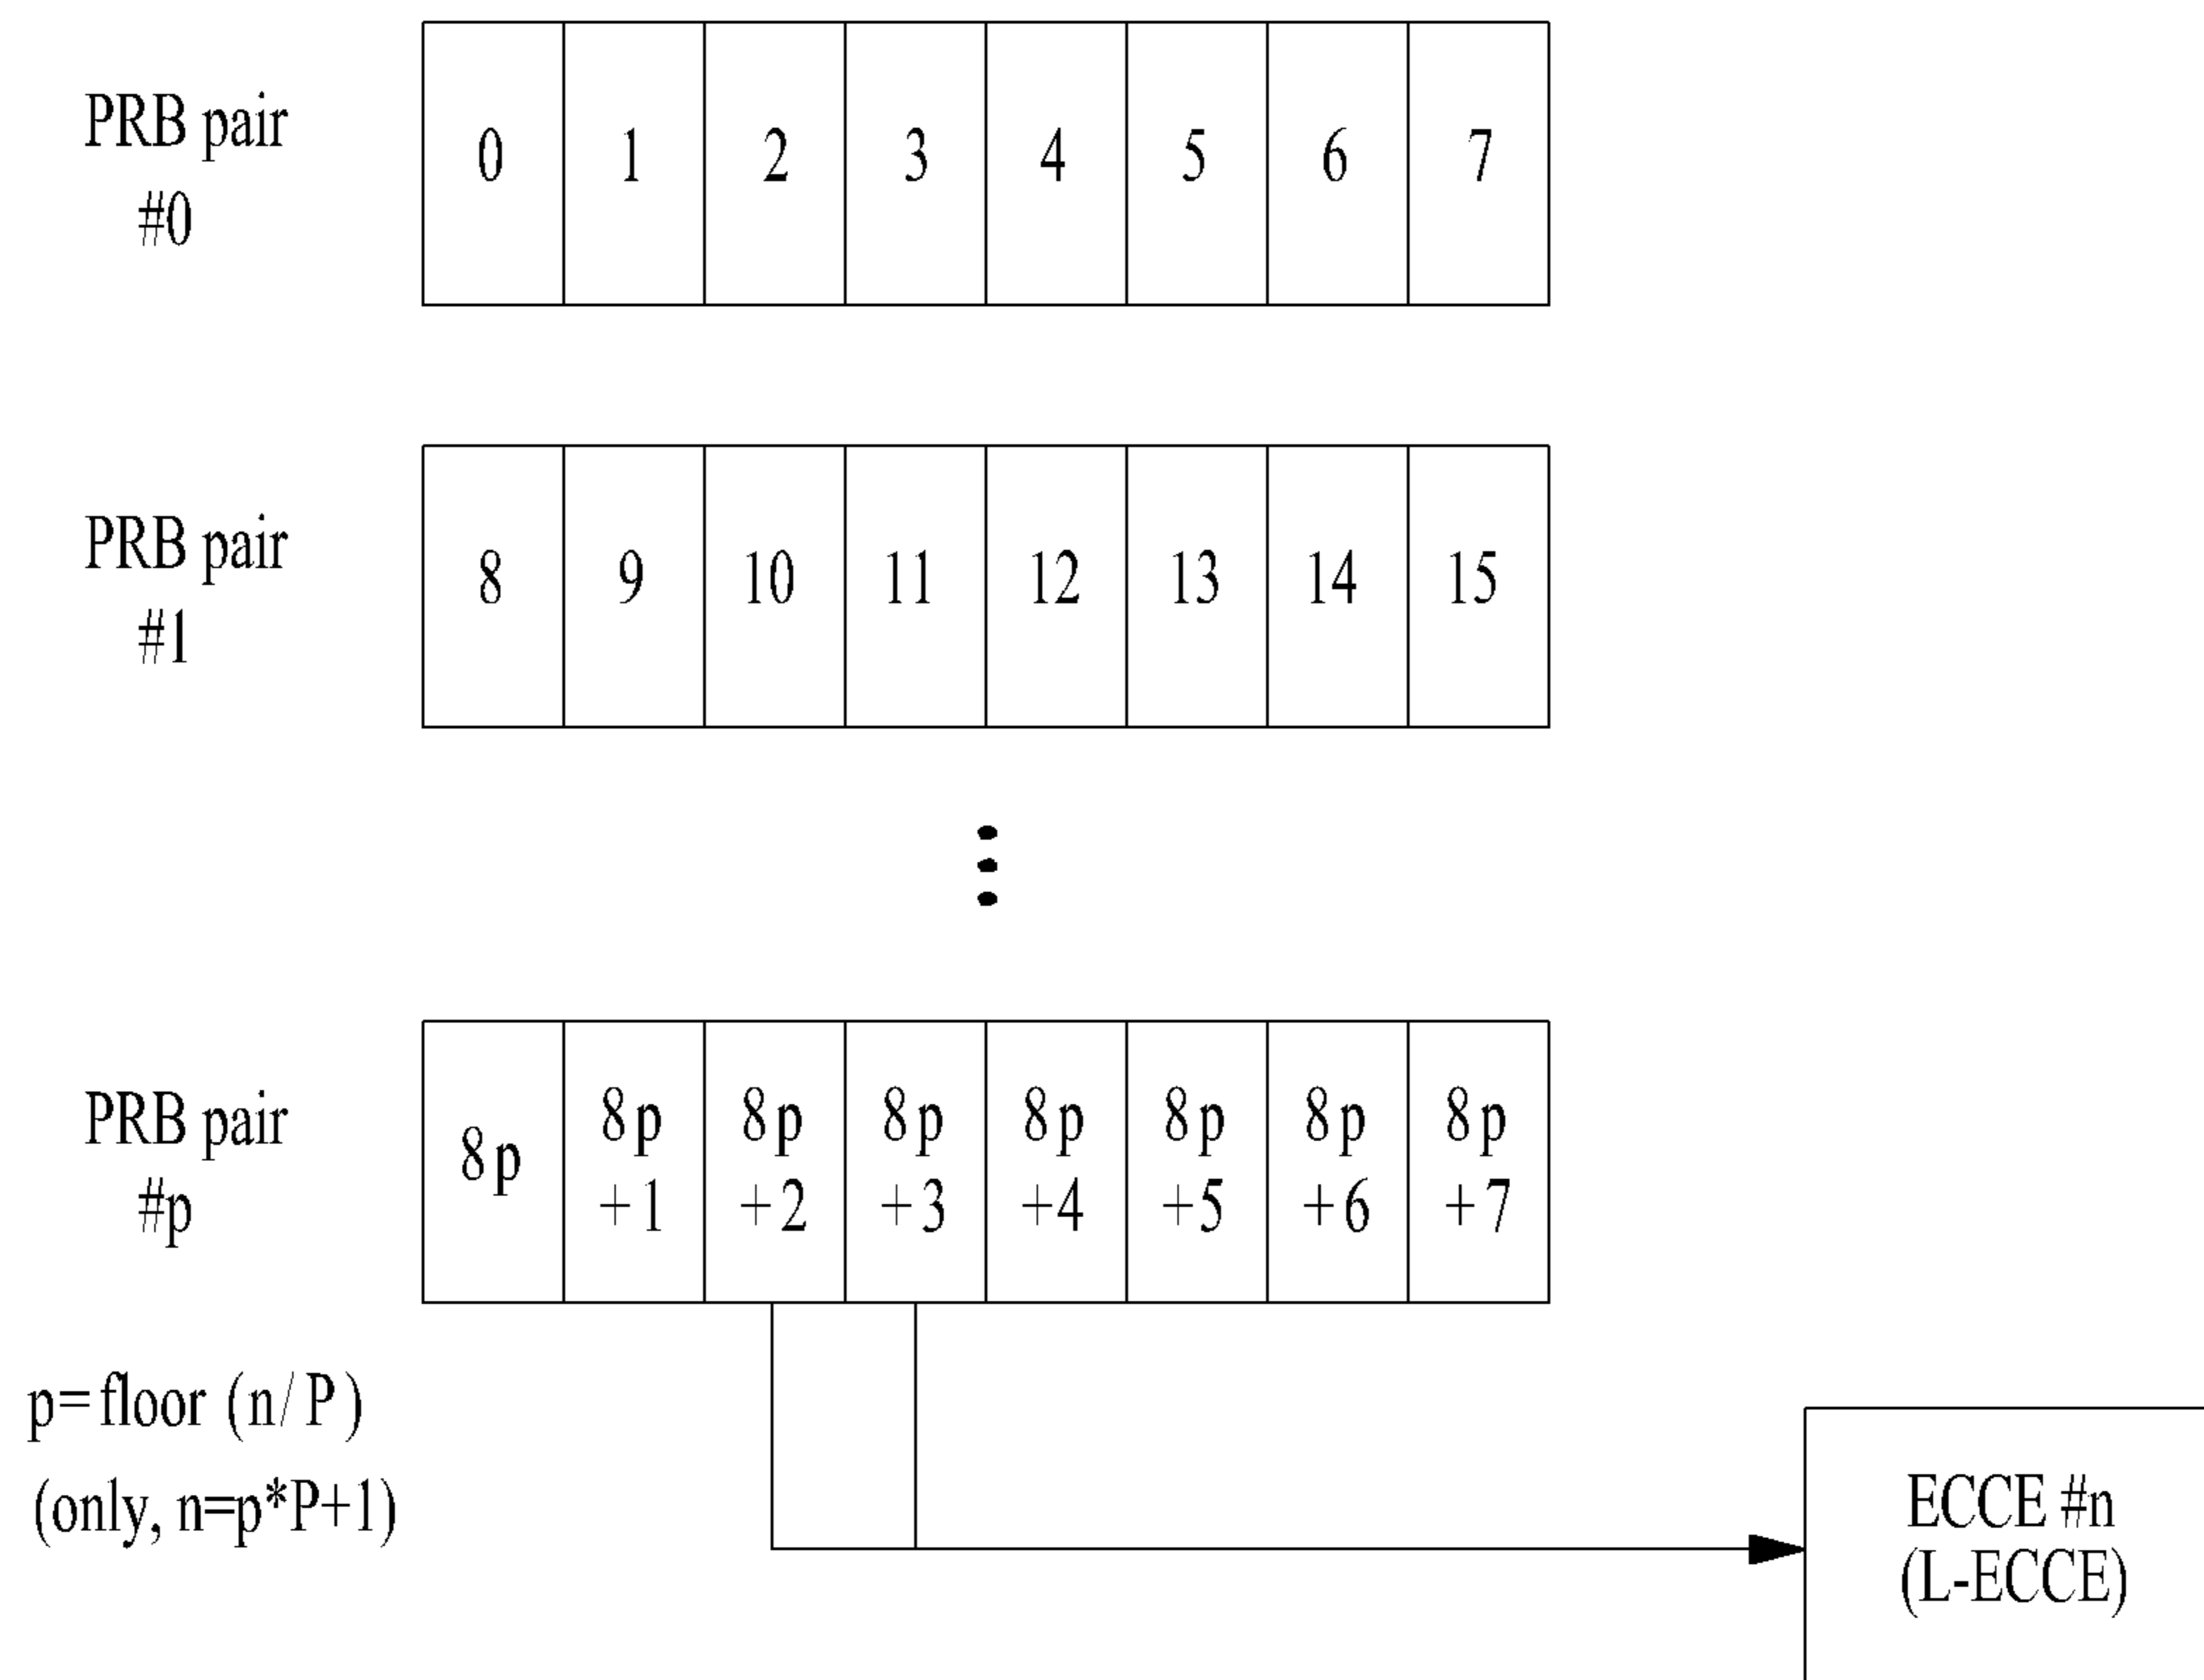 PRB pair
#0
0 1 2 3 4 5 6 7
PRB pair
#1
8 9 10 11 12 13 14 15
PRB pair
#p
8p 8p 8p 8p 8p 8p 8p 8p
+1 +2 +3 +4 +5 +6 +7
p=floor (n/P)
(only, n=p*P+1)
ECCE #n
(L-ECCE)